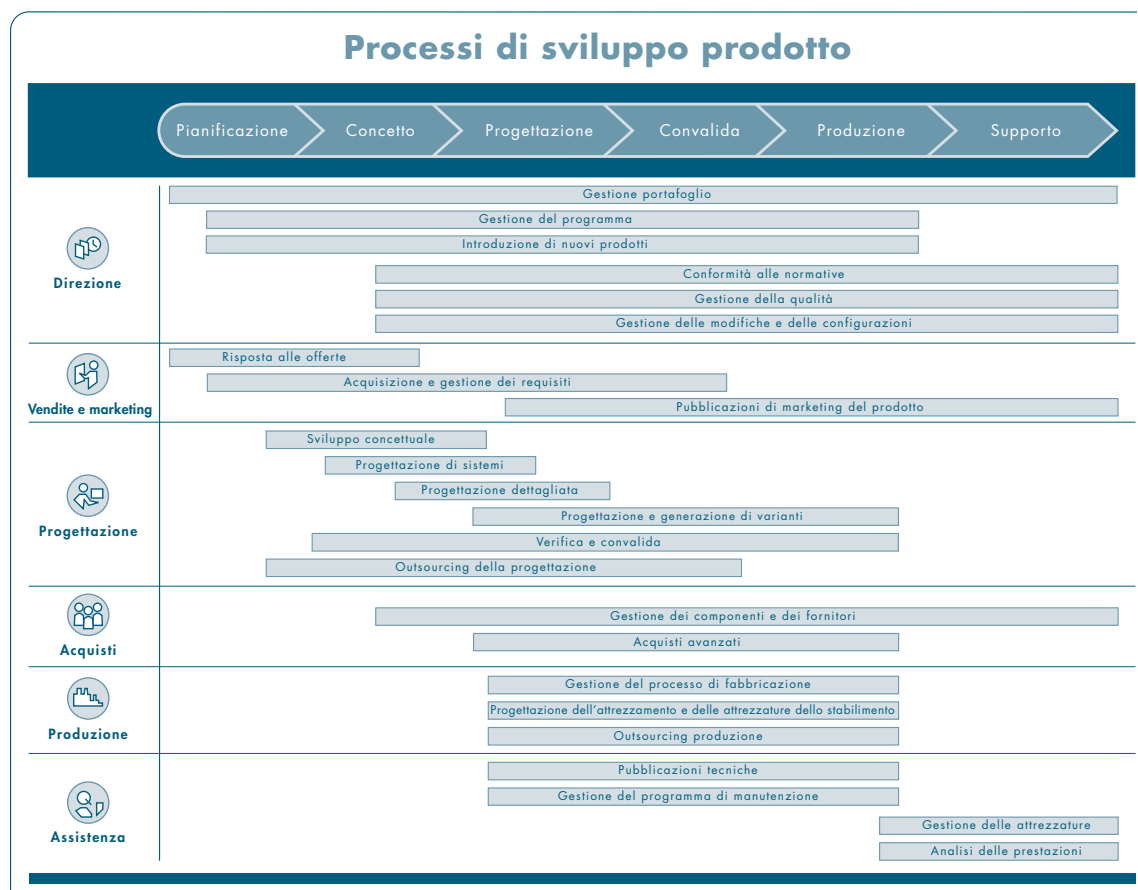 Processi di sviluppo prodotto
Pianificazione
Concetto
Progettazione
Convalida
Produzione
Supporto
Direzione
Gestione portafoglio
Gestione del programma
Introduzione di nuovi prodotti
Conformità alle normative
Gestione della qualità
Gestione delle modifiche e delle configurazioni
Vendite e marketing
Risposta alle offerte
Acquisizione e gestione dei requisiti
Pubblicazioni di marketing del prodotto
Progettazione
Sviluppo concettuale
Progettazione di sistemi
Progettazione dettagliata
Progettazione e generazione di varianti
Verifica e convalida
Outsourcing della progettazione
Acquisti
Gestione dei componenti e dei fornitori
Acquisti avanzati
Produzione
Gestione del processo di fabbricazione
Progettazione dell'attrezzamento e delle attrezzature dello stabilimento
Outsourcing produzione
Assistenza
Pubblicazioni tecniche
Gestione del programma di manutenzione
Gestione delle attrezzature
Analisi delle prestazioni